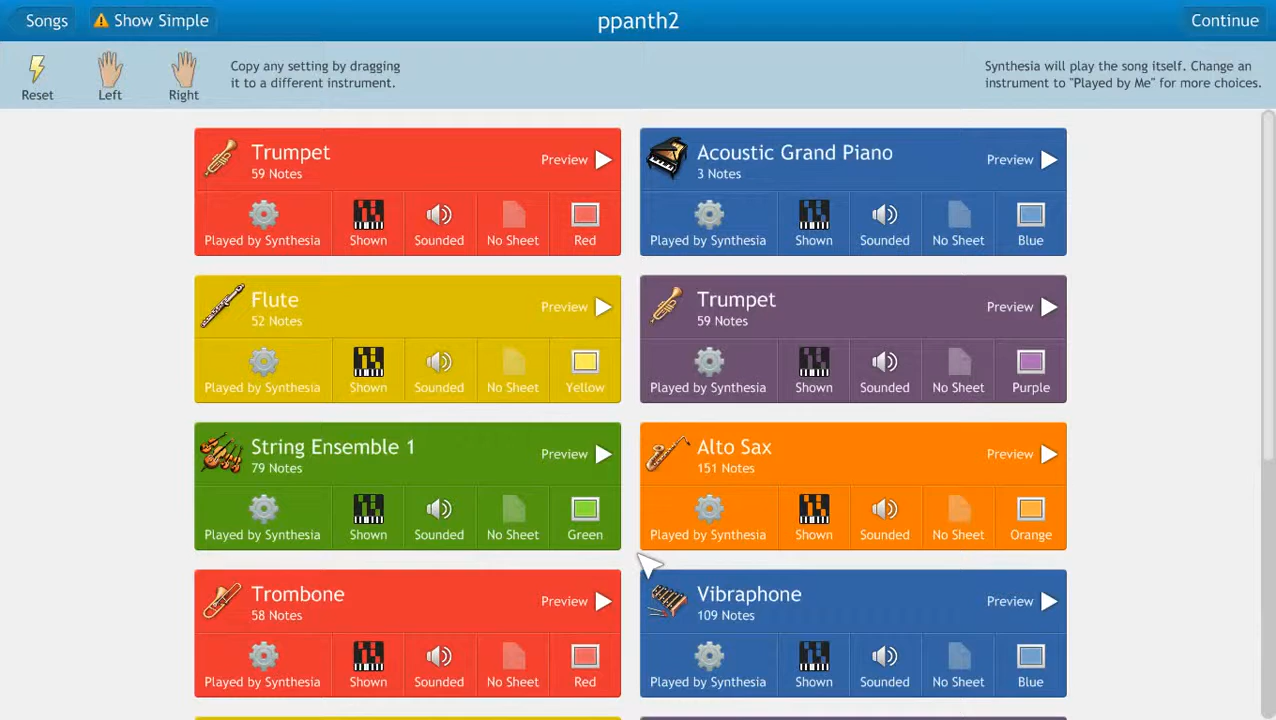 Songs
Show Simple
ppanth2
Continue
Reset
Left
Right
Copy any setting by dragging
it to a different instrument.
Synthesia will play the song itself. Change an
instrument to "Played by Me" for more choices.
Trumpet
59 Notes
Preview
Played by Synthesia
Shown
Sounded
No Sheet
Red
Acoustic Grand Piano
3 Notes
Preview
Played by Synthesia
Shown
Sounded
No Sheet
Blue
Flute
52 Notes
Preview
Played by Synthesia
Shown
Sounded
No Sheet
Yellow
Trumpet
59 Notes
Preview
Played by Synthesia
Shown
Sounded
No Sheet
Purple
String Ensemble 1
79 Notes
Preview
Played by Synthesia
Shown
Sounded
No Sheet
Green
Alto Sax
151 Notes
Preview
Played by Synthesia
Shown
Sounded
No Sheet
Orange
Trombone
58 Notes
Preview
Played by Synthesia
Shown
Sounded
No Sheet
Red
Vibraphone
109 Notes
Preview
Played by Synthesia
Shown
Sounded
No Sheet
Blue